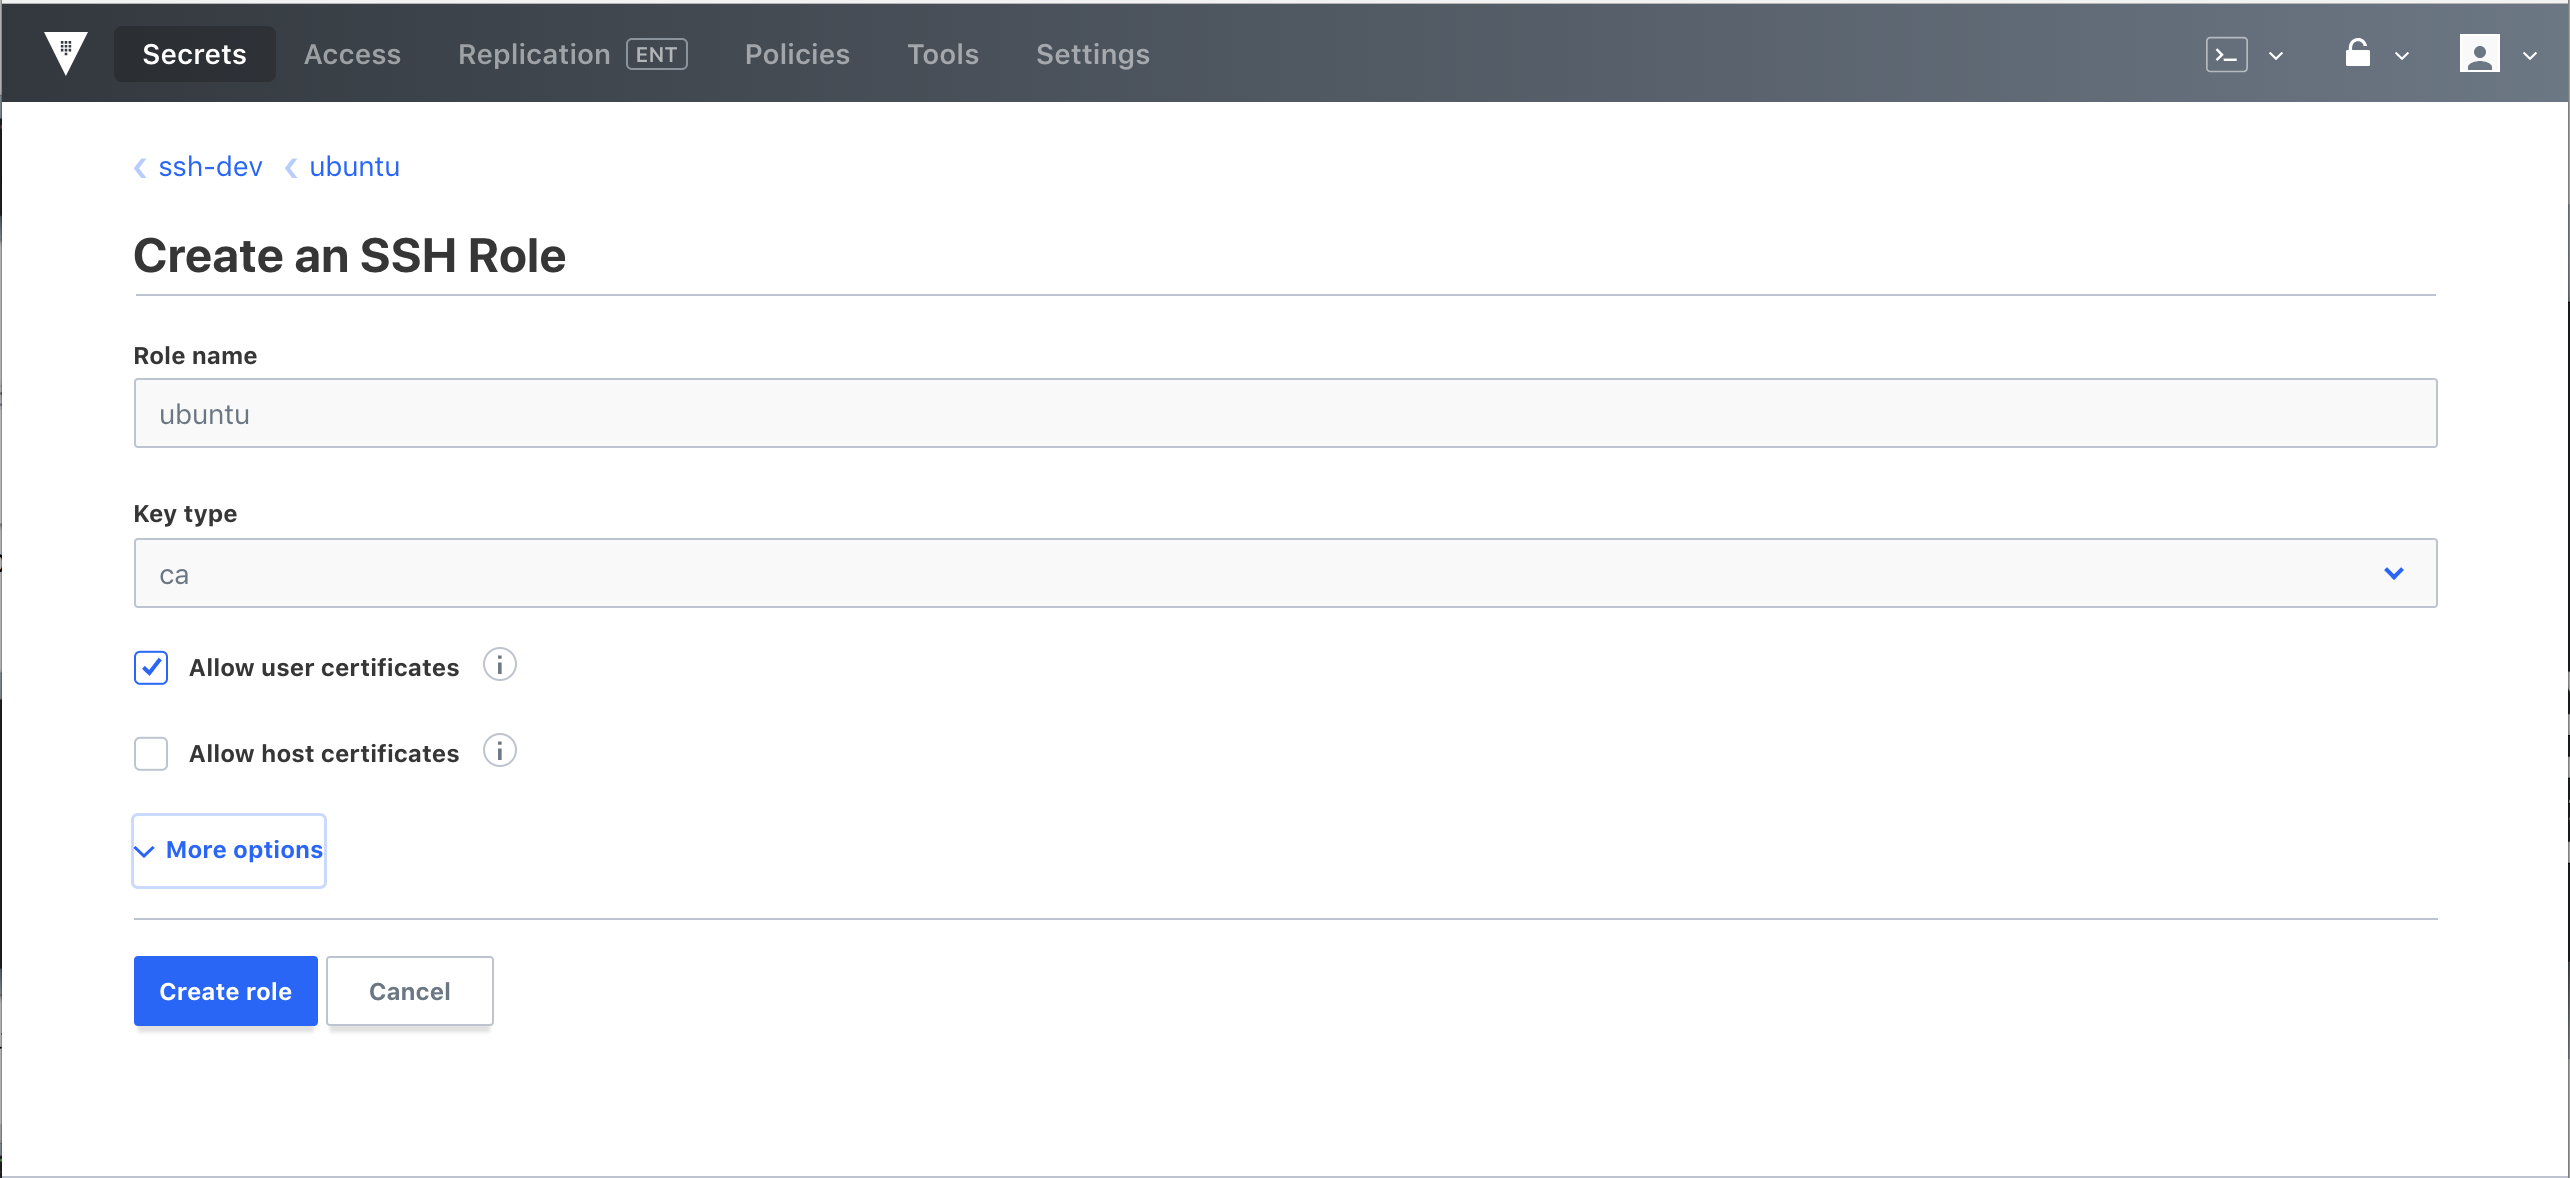 Secrets Access Replication ENT Policies Tools Settings
ssh-dev ubuntu
Create an SSH Role
Role name
ubuntu
Key type
ca
Allow user certificates
Allow host certificates
More options
Create role Cancel